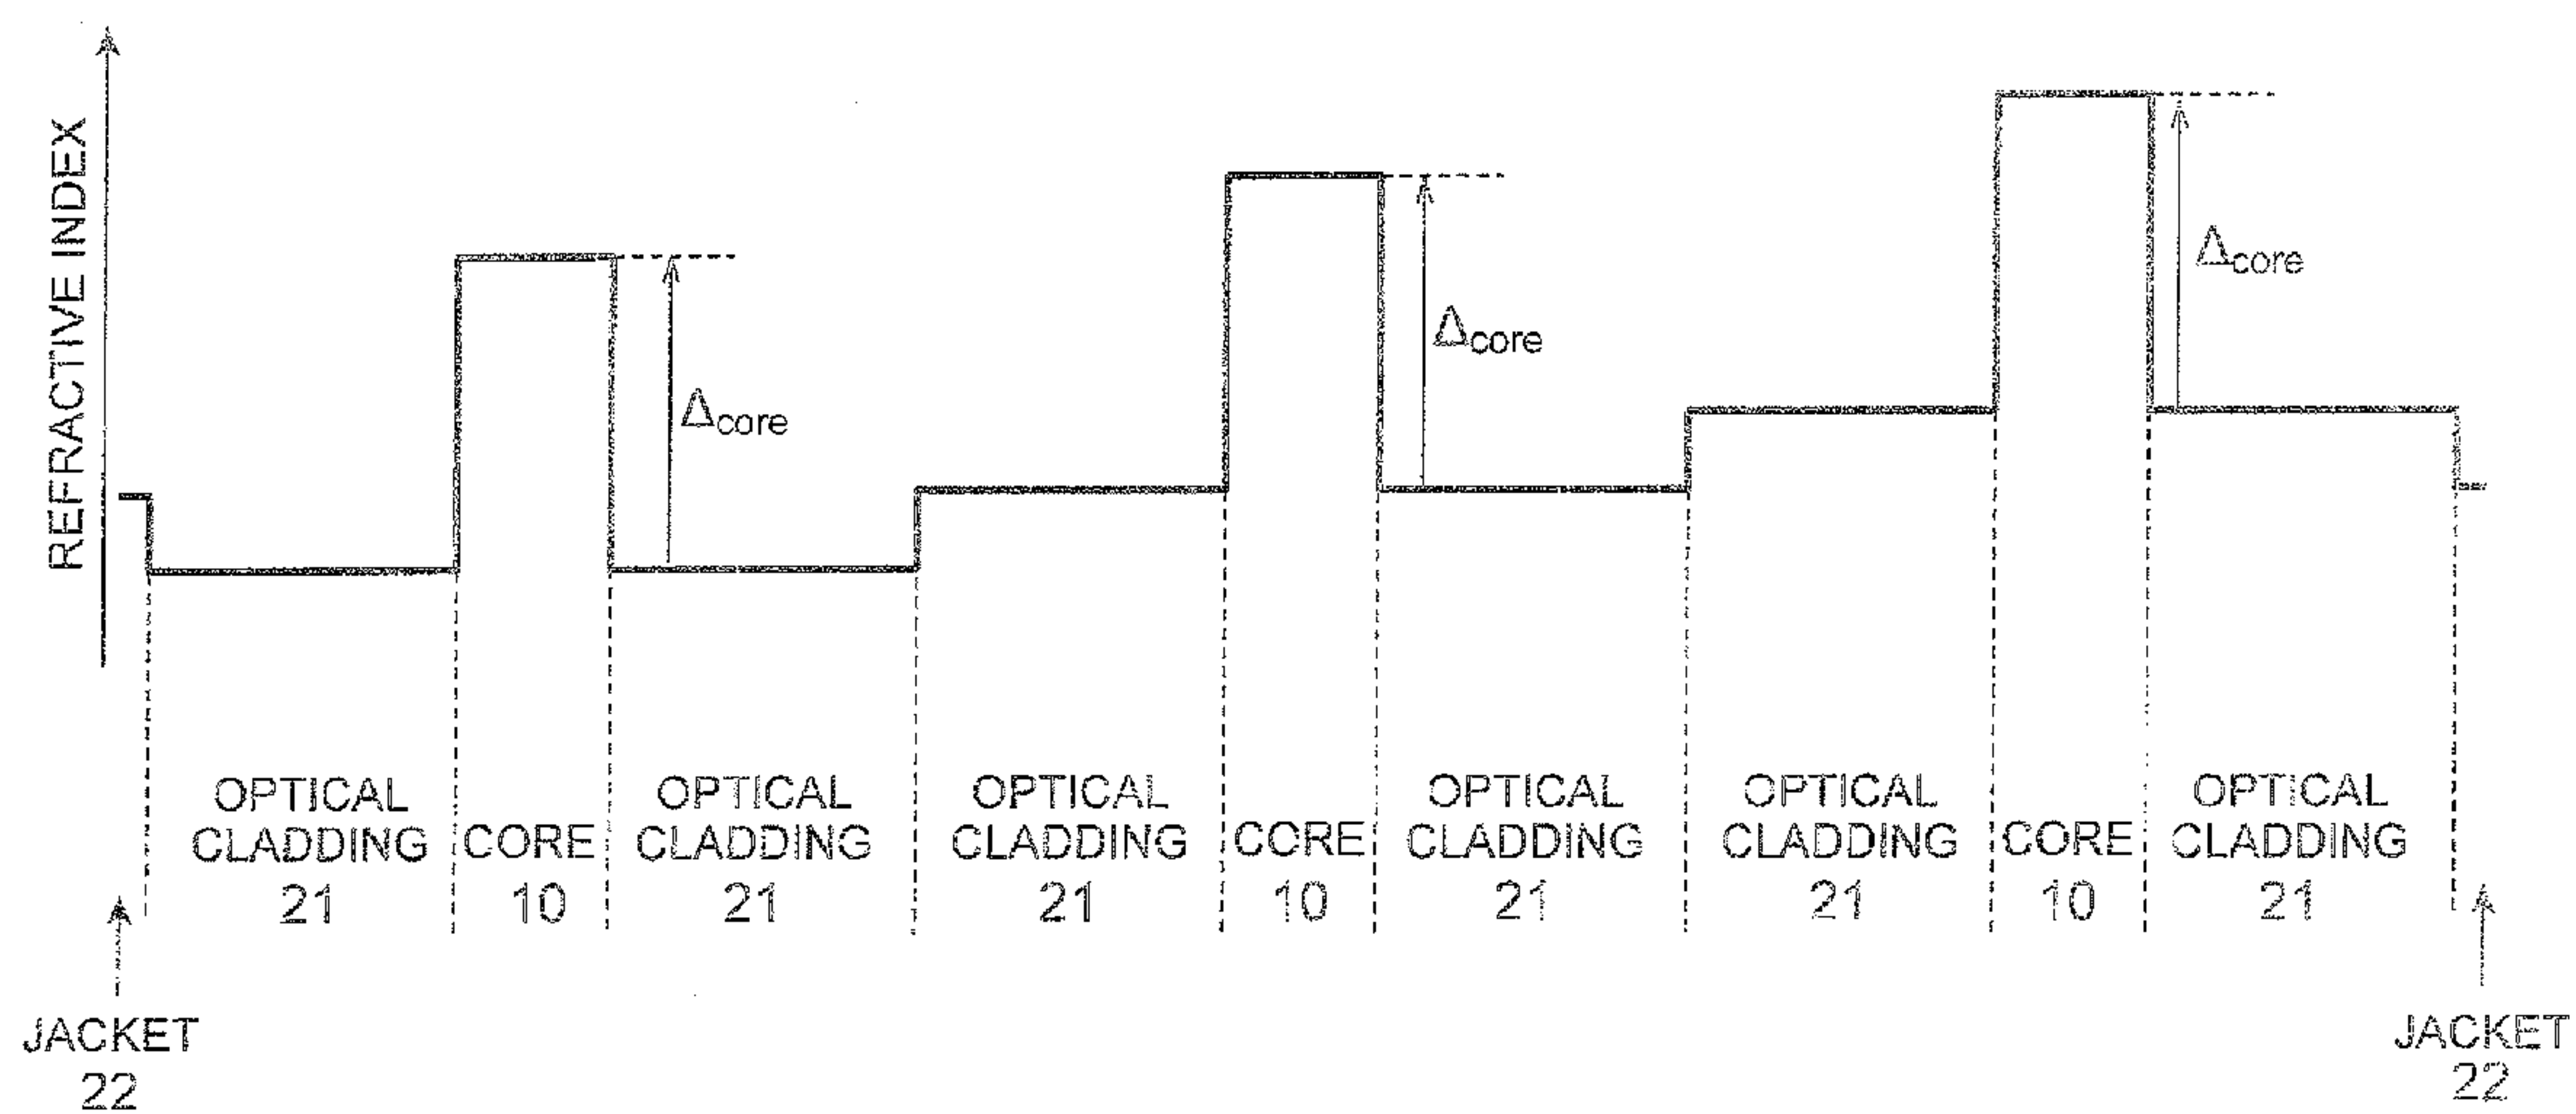 REFRACTIVE INDEX
Δcore
Δcore
Δcore
OPTICAL
CLADDING
21
CORE
10
OPTICAL
CLADDING
21
OPTICAL
CLADDING
21
CORE
10
OPTICAL
CLADDING
21
OPTICAL
CLADDING
21
CORE
10
OPTICAL
CLADDING
21
JACKET
22
JACKET
22